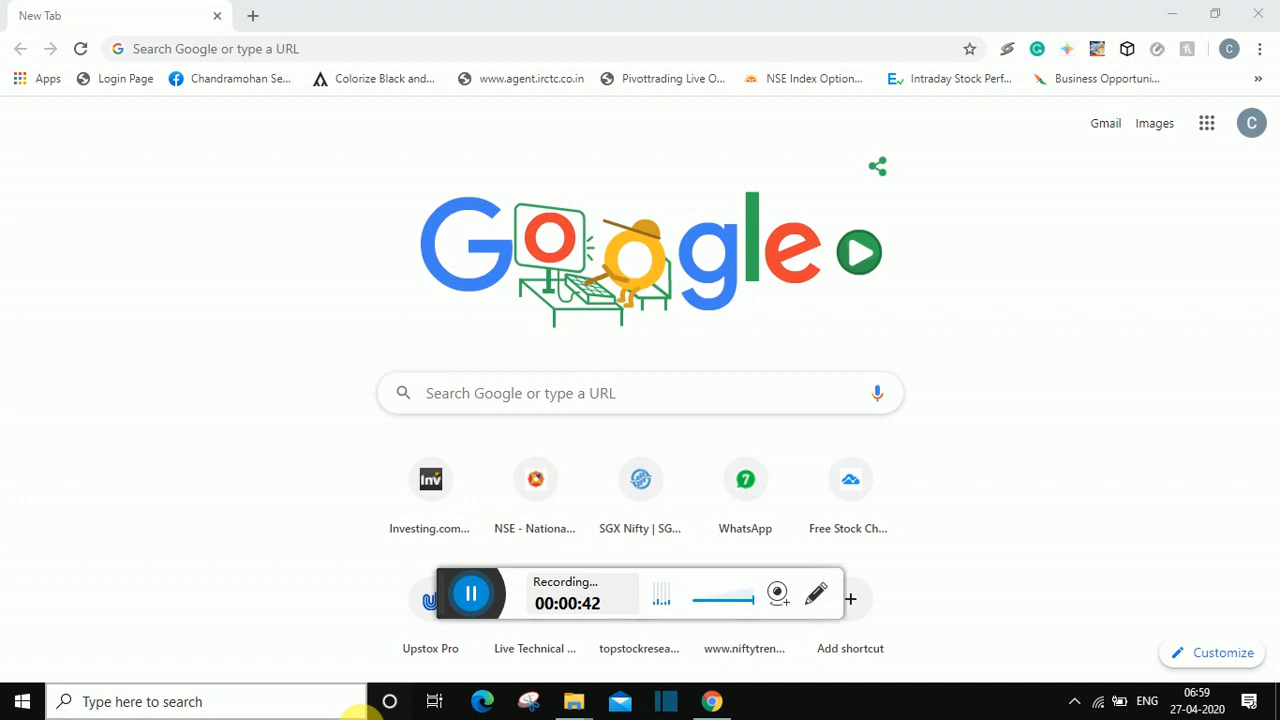 New Tab
Search Google or type a URL
Apps
Login Page
Chandramohan Se...
Colorize Black and...
www.agent.irctc.co.in
Pivottrading Live O...
NSE Index Option...
Intraday Stock Perf...
Business Opportuni...
Gmail
Images
C
Google
Search Google or type a URL
Inv
7
Investing.com...
NSE - Nationa...
SGX Nifty | SG...
WhatsApp
Free Stock Ch...
Recording...
00:00:42
Upstox Pro
Live Technical ...
topstockresea...
www.niftytren...
Add shortcut
Customize
Type here to search
ENG
06:59
27-04-2020